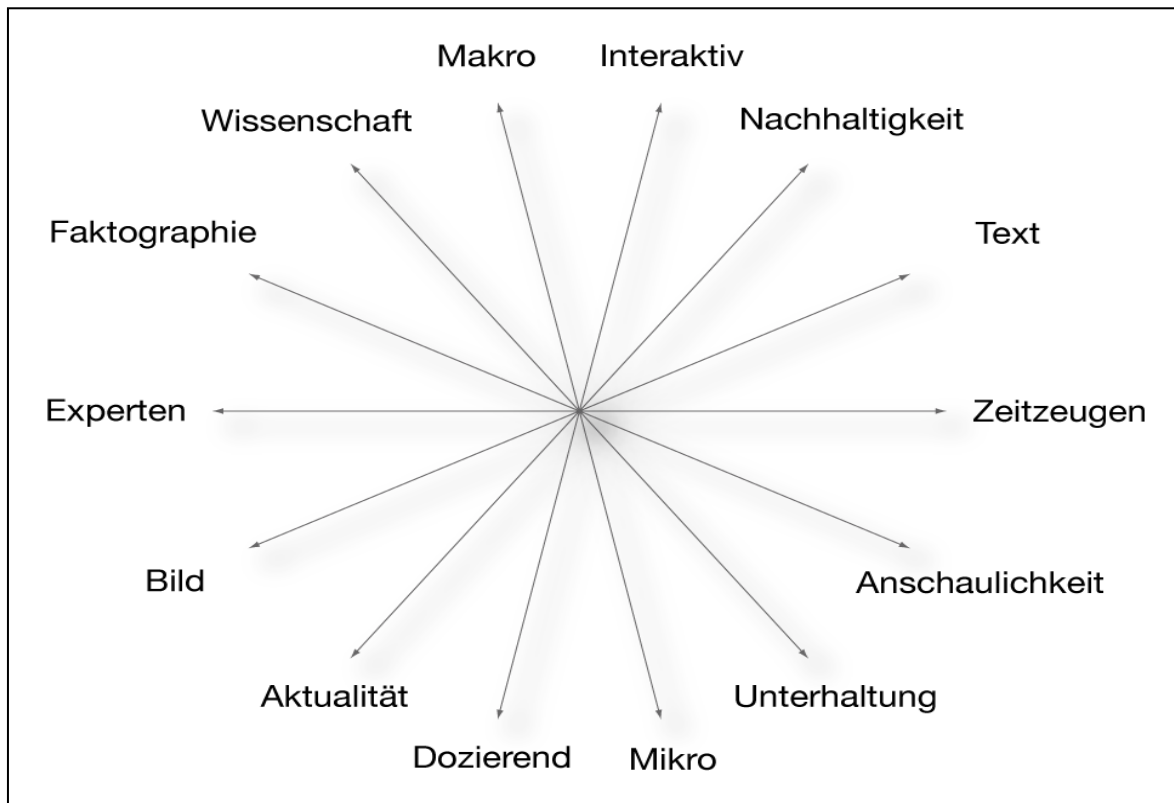 Makro
Interaktiv
Wissenschaft
Nachhaltigkeit
Faktographie
Text
Experten
Zeitzeugen
Bild
Anschaulichkeit
Aktualität
Unterhaltung
Dozierend
Mikro